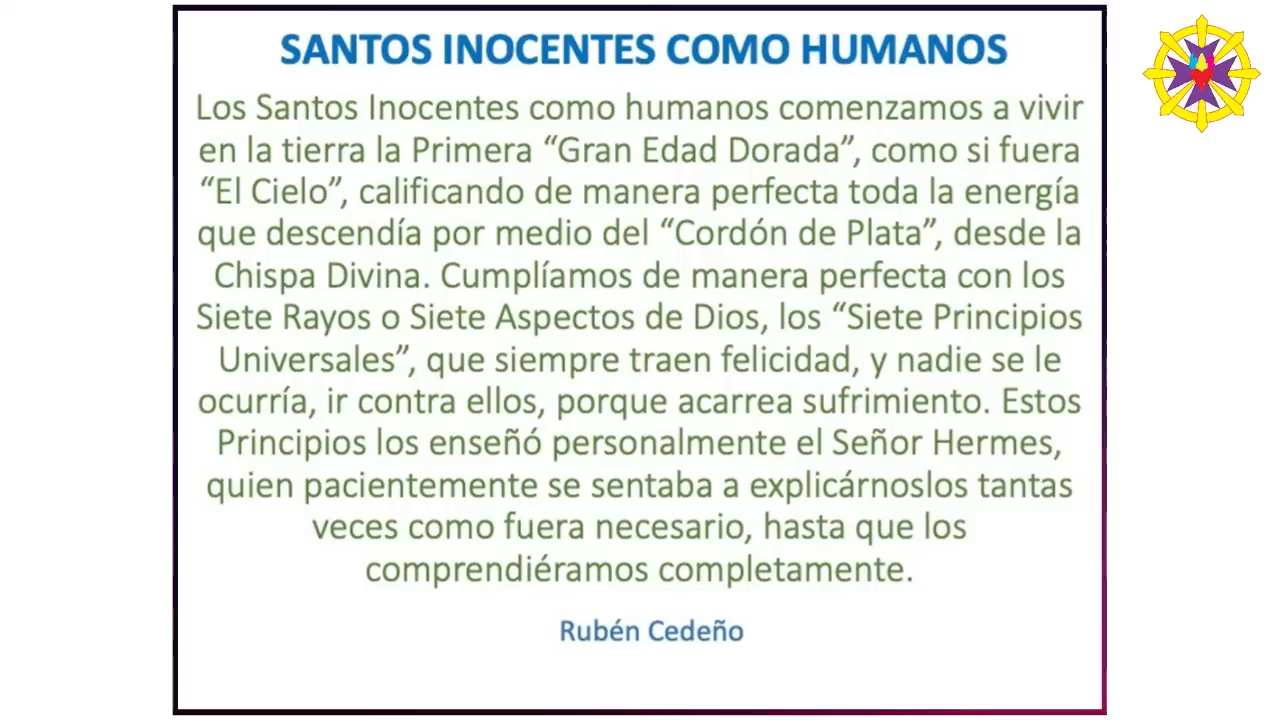 SANTOS INOCENTES COMO HUMANOS
Los Santos Inocentes como humanos comenzamos a vivir
en la tierra la Primera “Gran Edad Dorada”, como si fuera
“El Cielo”, calificando de manera perfecta toda la energía
que descendía por medio del “Cordón de Plata”, desde la
Chispa Divina. Cumplíamos de manera perfecta con los
Siete Rayos o Siete Aspectos de Dios, los “Siete Principios
Universales”, que siempre traen felicidad, y nadie se le
ocurría, ir contra ellos, porque acarrea sufrimiento. Estos
Principios los enseñó personalmente el Señor Hermes,
quien pacientemente se sentaba a explicárnoslos tantas
veces como fuera necesario, hasta que los
comprendiéramos completamente.
Rubén Cedeño